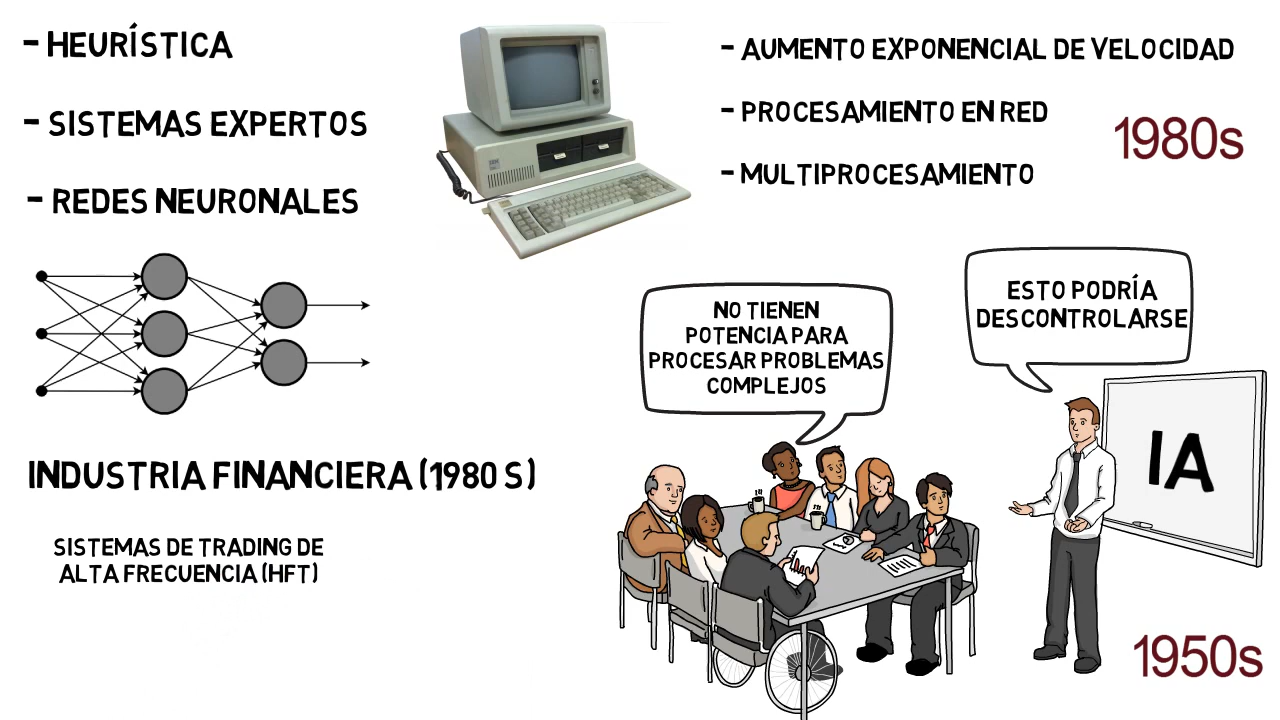 - HEURÍSTICA
- SISTEMAS EXPERTOS
- REDES NEURONALES
- AUMENTO EXPONENCIAL DE VELOCIDAD
- PROCESAMIENTO EN RED
- MULTIPROCESAMIENTO
1980s
INDUSTRIA FINANCIERA (1980 S)
SISTEMAS DE TRADING DE
ALTA FRECUENCIA (HFT)
NO TIENEN
POTENCIA PARA
PROCESAR PROBLEMAS
COMPLEJOS
ESTO PODRÍA
DESCONTROLARSE
IA
1950s